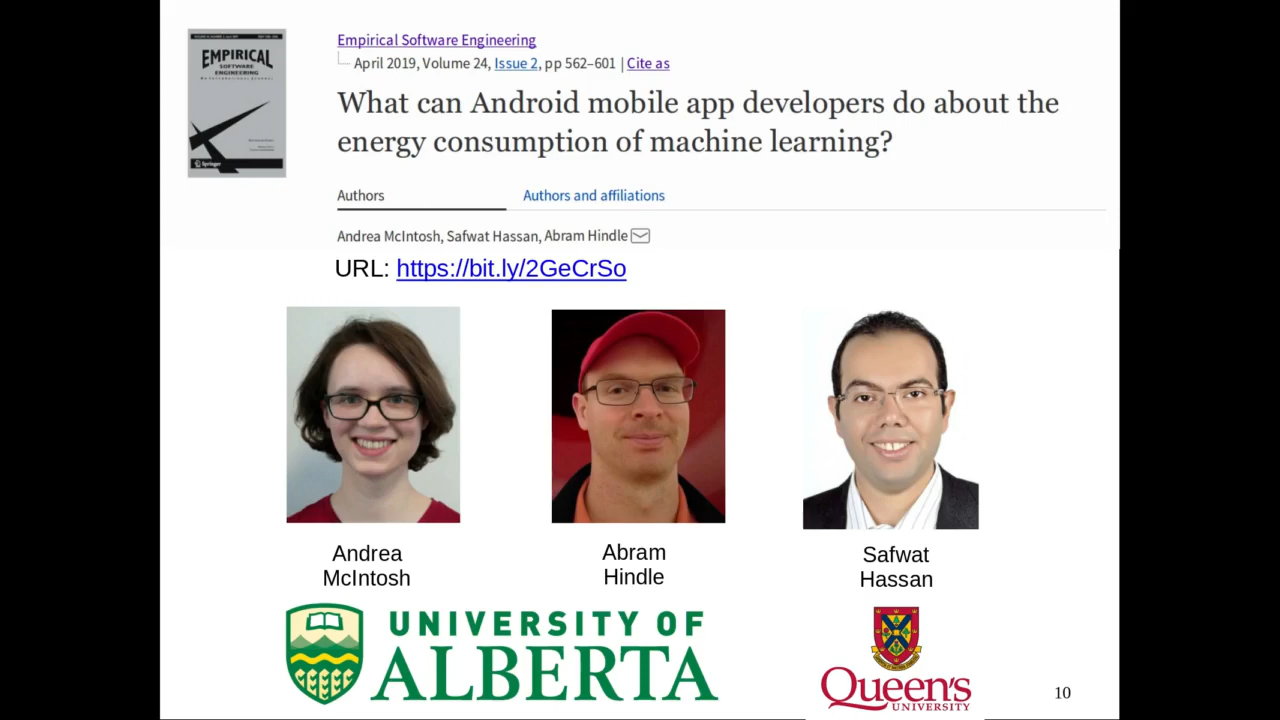 EMPIRICAL
SOFTWARE
ENGINEERING
Springer
Empirical Software Engineering
April 2019, Volume 24, Issue 2, pp 562–601 | Cite as
What can Android mobile app developers do about the
energy consumption of machine learning?
Authors
Authors and affiliations
Andrea McIntosh, Safwat Hassan, Abram Hindle
URL: https://bit.ly/2GeCrSo
Andrea
McIntosh
Abram
Hindle
Safwat
Hassan
UNIVERSITY OF
ALBERTA
Queen's
UNIVERSITY
10